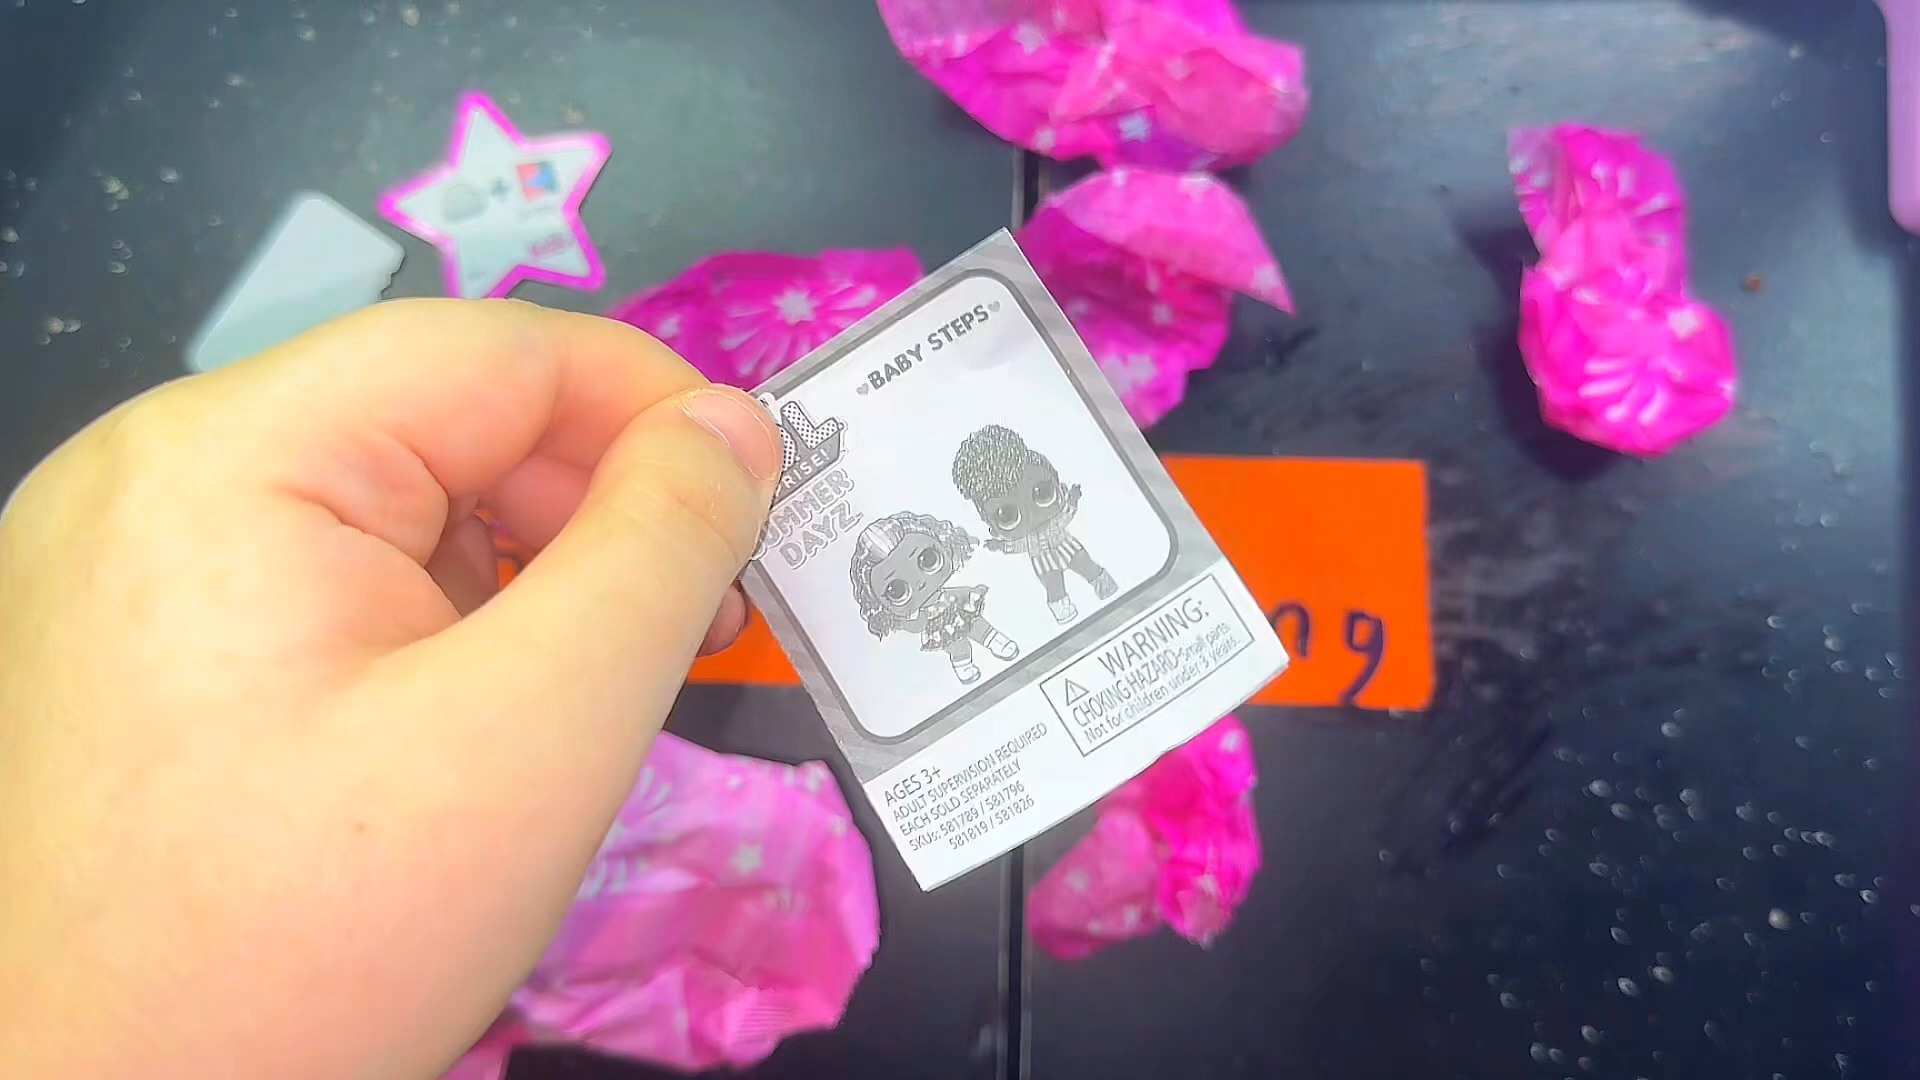 BABY STEPS
SUMMER
DAYZ
WARNING:
CHOKING HAZARD-Small parts.
Not for children under 3 years.
AGES 3+
ADULT SUPERVISION REQUIRED
EACH SOLD SEPARATELY
SKUs: 581789 / 581796
581819 / 581826